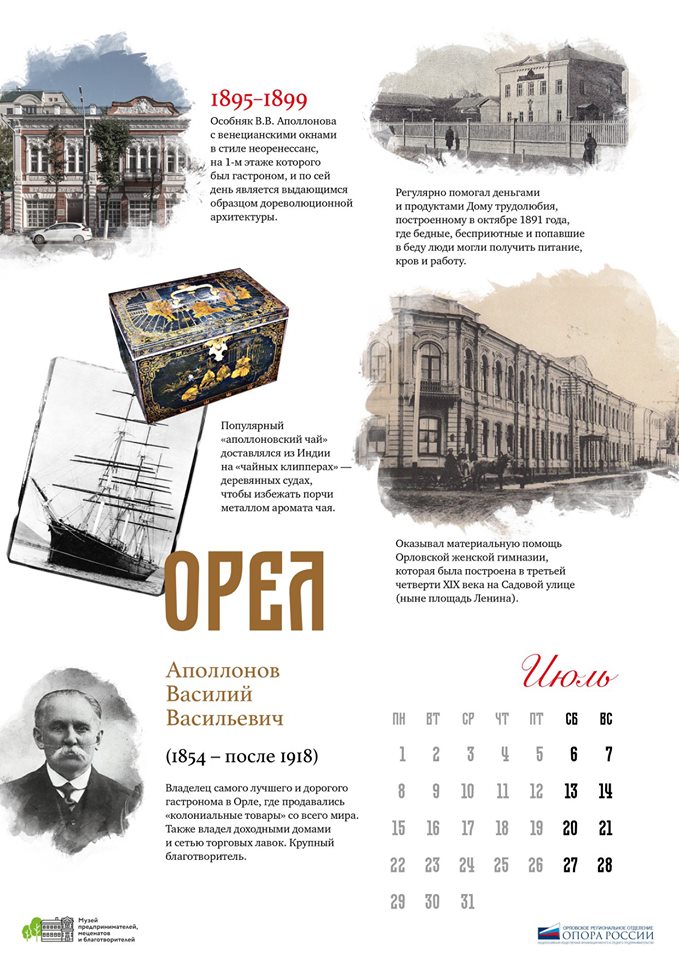 1895–1899
Особняк В.В. Аполлонова
с венецианскими окнами
в стиле неоренессанс,
на 1-м этаже которого
был гастроном, и по сей
день является выдающимся
образцом дореволюционной
архитектуры.
Регулярно помогал деньгами
и продуктами Дому трудолюбия,
построенному в октябре 1891 года,
где бедные, бесприютные и попавшие
в беду люди могли получить питание,
кров и работу.
Популярный
«аполлоновский чай»
доставлялся из Индии
на «чайных клипперах» —
деревянных судах,
чтобы избежать порчи
металлом аромата чая.
Оказывал материальную помощь
Орловской женской гимназии,
которая была построена в третьей
четверти XIX века на Садовой улице
(ныне площадь Ленина).
ОРЕЛ
Аполлонов
Василий
Васильевич
(1854 – после 1918)
Владелец самого лучшего и дорогого
гастронома в Орле, где продавались
«колониальные товары» со всего мира.
Также владел доходными домами
и сетью торговых лавок. Крупный
благотворитель.
Июль
ПН ВТ СР ЧТ ПТ СБ ВС
1 2 3 4 5 6 7
8 9 10 11 12 13 14
15 16 17 18 19 20 21
22 23 24 25 26 27 28
29 30 31
Музей
предпринимателей,
меценатов
и благотворителей
ОРЛОВСКОЕ РЕГИОНАЛЬНОЕ ОТДЕЛЕНИЕ
ОПОРА РОССИИ